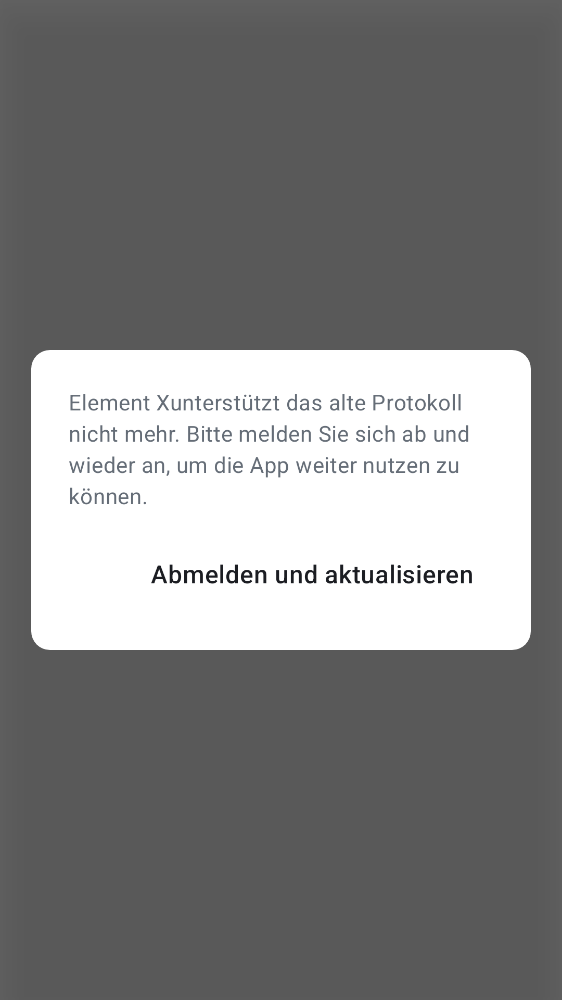 Element Xunterstützt das alte Protokoll
nicht mehr. Bitte melden Sie sich ab und
wieder an, um die App weiter nutzen zu
können.
Abmelden und aktualisieren